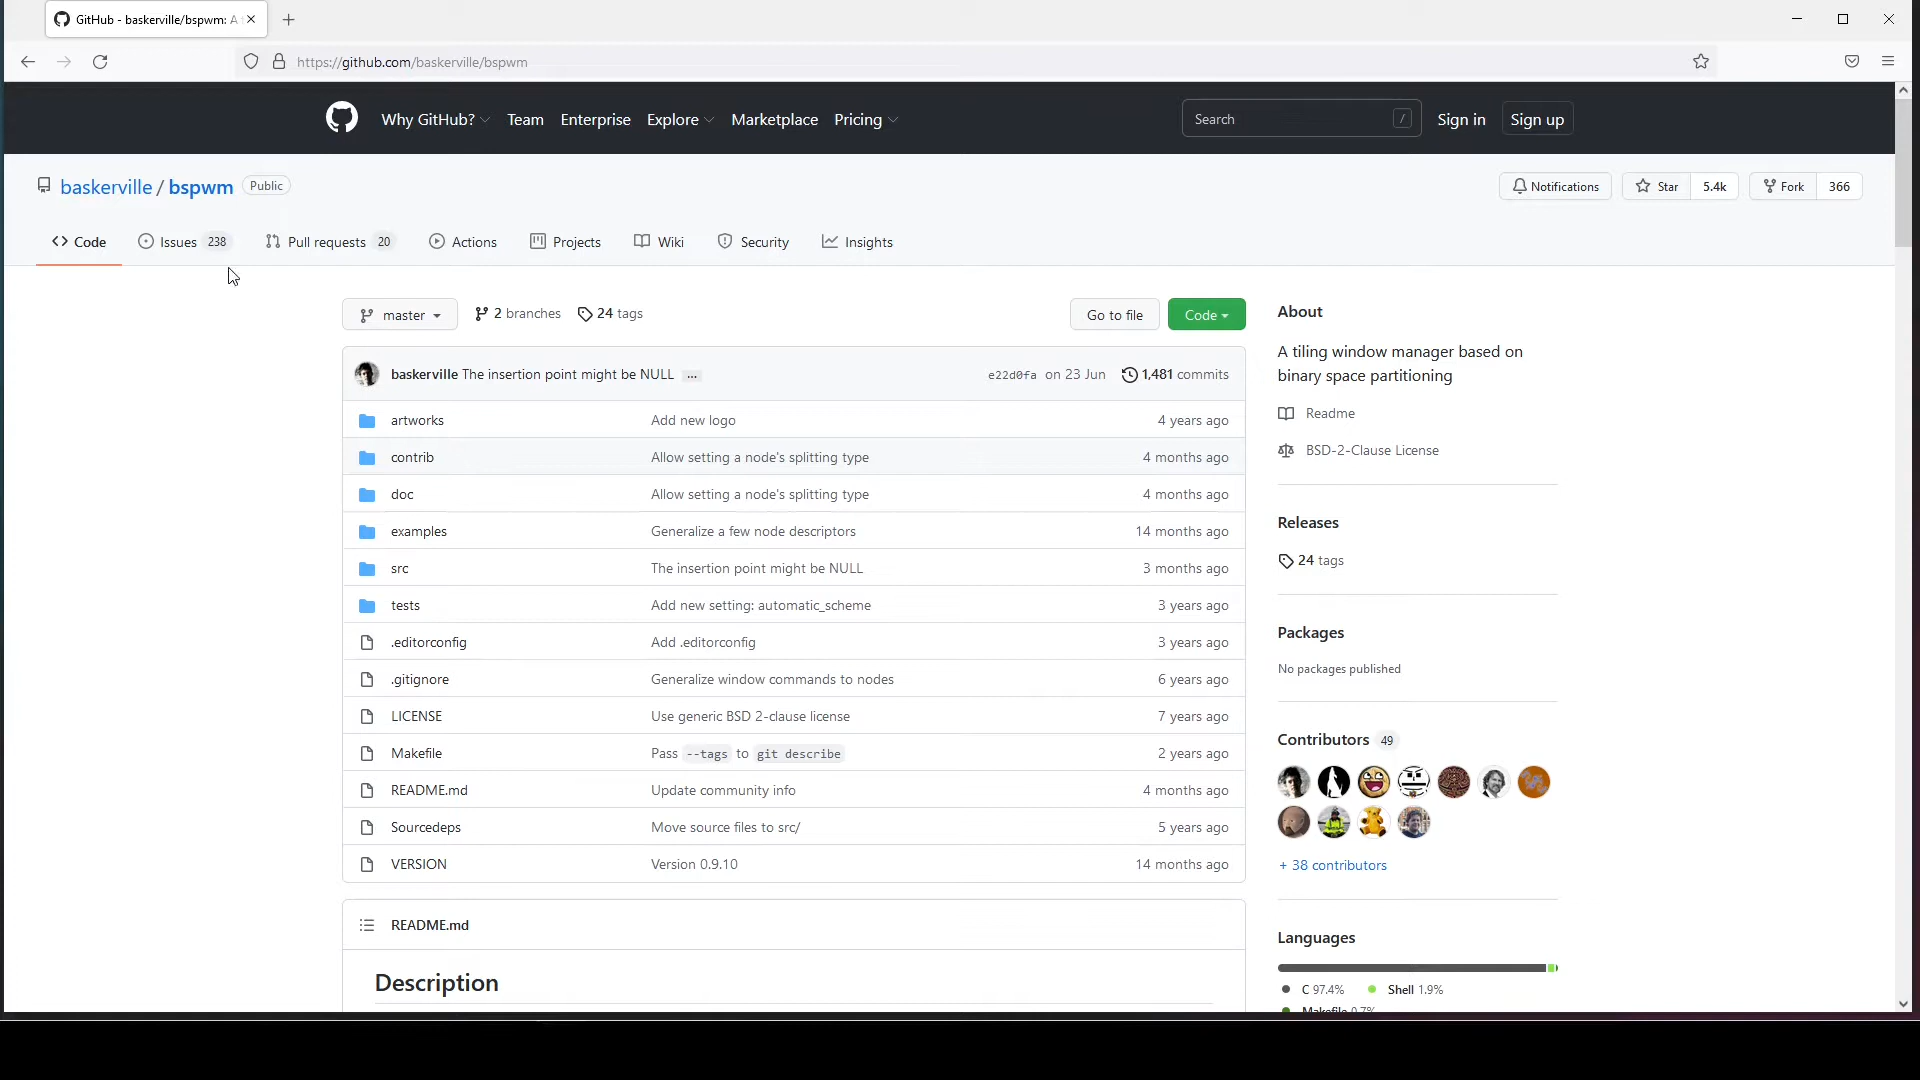 GitHub - baskerville/bspwm: A
https://github.com/baskerville/bspwm
Why GitHub? Team Enterprise Explore Marketplace Pricing Search / Sign in Sign up
baskerville / bspwm Public Notifications Star 5.4k Fork 366
Code Issues 238 Pull requests 20 Actions Projects Wiki Security Insights
master 2 branches 24 tags Go to file Code
baskerville The insertion point might be NULL ... e22d0fa on 23 Jun 1,481 commits
artworks Add new logo 4 years ago
contrib Allow setting a node's splitting type 4 months ago
doc Allow setting a node's splitting type 4 months ago
examples Generalize a few node descriptors 14 months ago
src The insertion point might be NULL 3 months ago
tests Add new setting: automatic_scheme 3 years ago
.editorconfig Add .editorconfig 3 years ago
.gitignore Generalize window commands to nodes 6 years ago
LICENSE Use generic BSD 2-clause license 7 years ago
Makefile Pass --tags to git describe 2 years ago
README.md Update community info 4 months ago
Sourcedeps Move source files to src/ 5 years ago
VERSION Version 0.9.10 14 months ago
README.md
Description
About
A tiling window manager based on
binary space partitioning
Readme
BSD-2-Clause License
Releases
24 tags
Packages
No packages published
Contributors 49
+ 38 contributors
Languages
C 97.4% Shell 1.9%
Makefile 0.7%